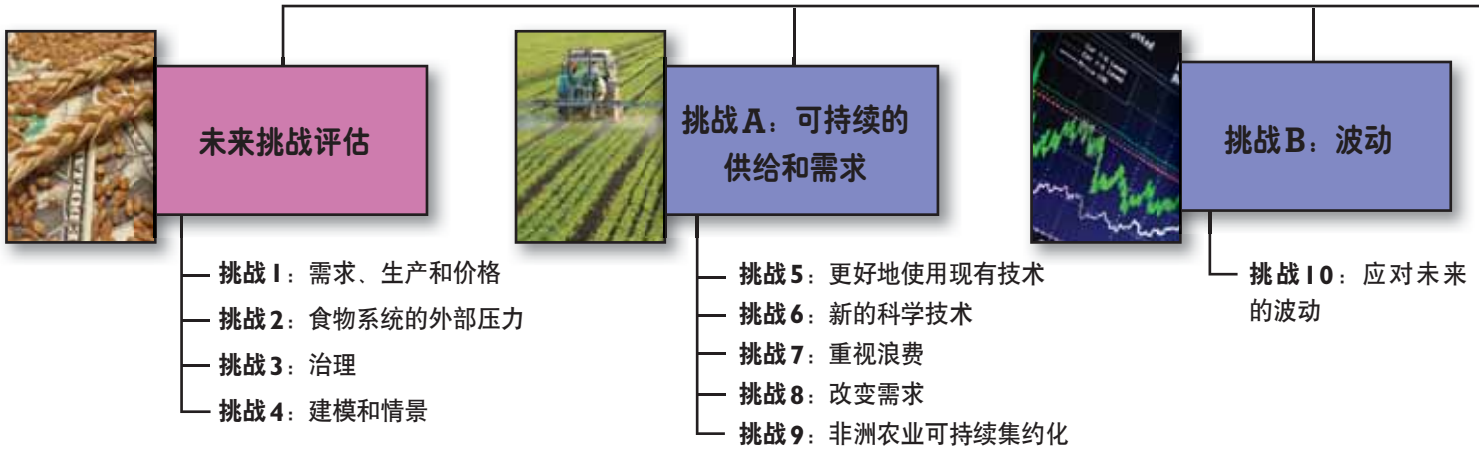 未来挑战评估
挑战1：需求、生产和价格
挑战2：食物系统的外部压力
挑战3：治理
挑战4：建模和情景
挑战A：可持续的
供给和需求
挑战5：更好地使用现有技术
挑战6：新的科学技术
挑战7：重视浪费
挑战8：改变需求
挑战9：非洲农业可持续集约化
挑战B：波动
挑战10：应对未来
的波动